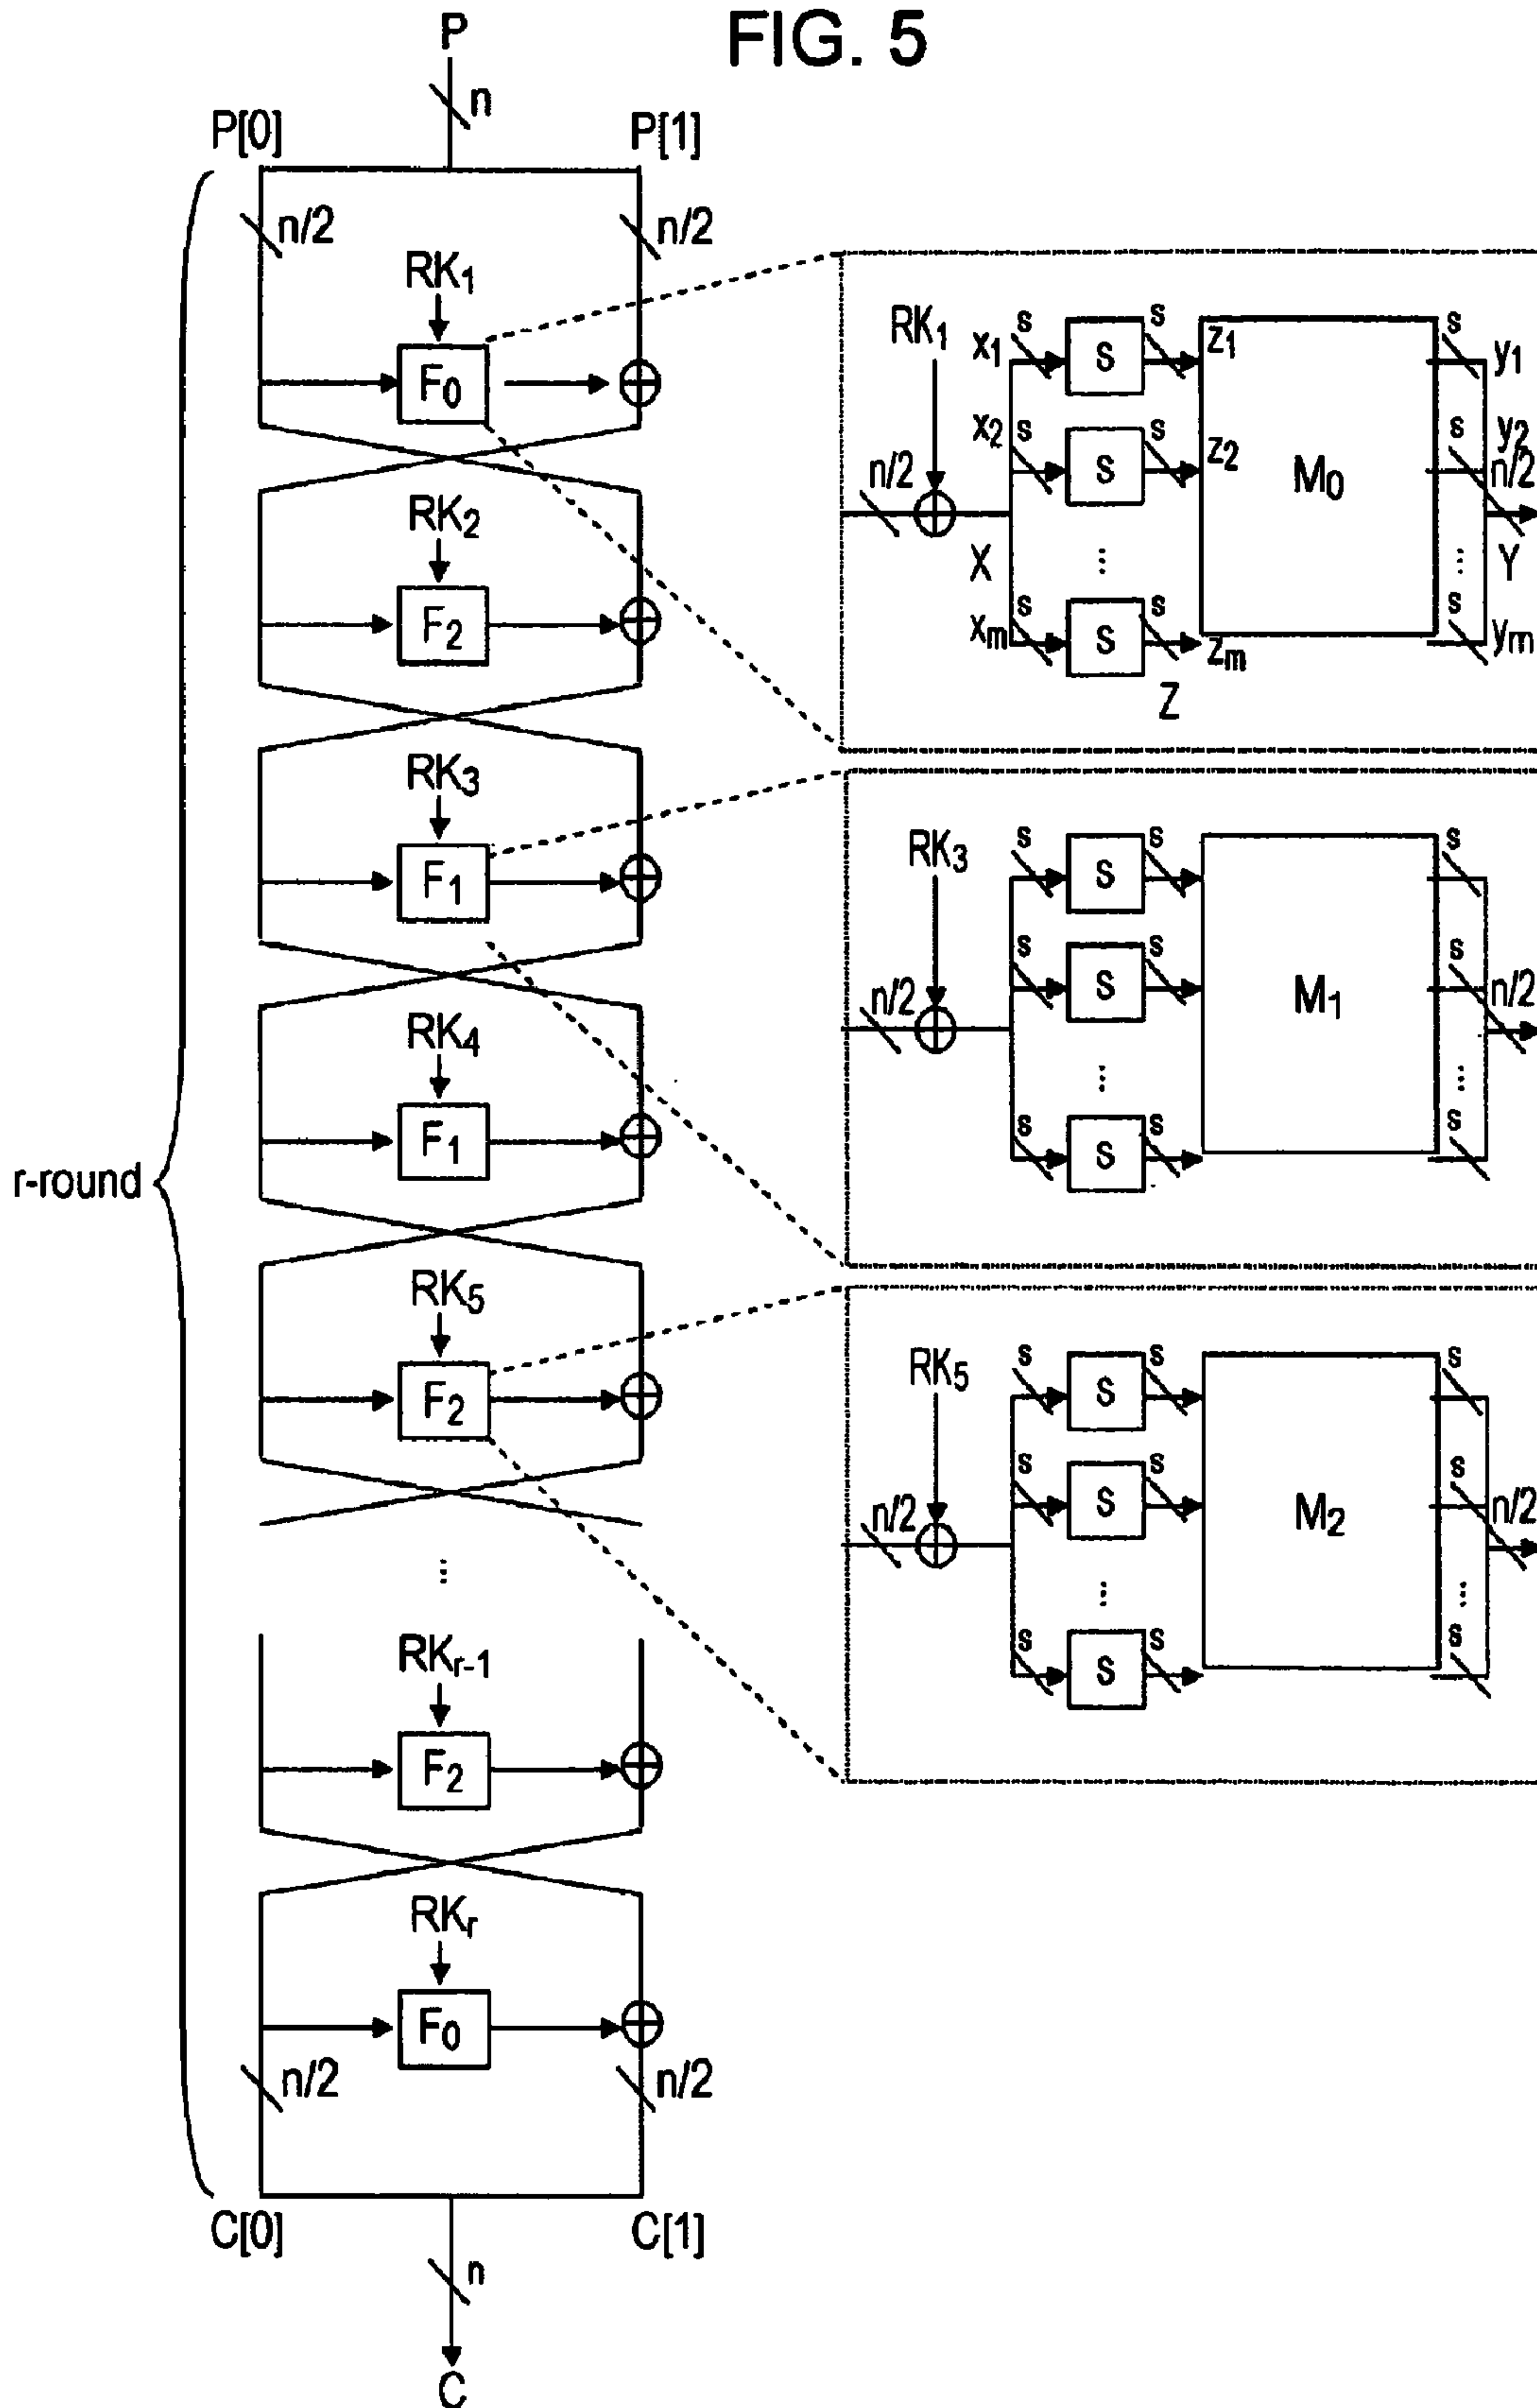 FIG. 5
P
n
P[0]
P[1]
n/2
n/2
RK1
F0
RK2
F2
RK3
F1
RK4
F1
RK5
F2
...
RKr-1
F2
RKr
F0
n/2
n/2
C[0]
C[1]
n
C
r-round
RK1
n/2
X
x1
s
S
s
z1
x2
s
S
s
z2
...
xm
s
S
s
zm
Z
M0
s
y1
s
y2
n/2
...
Y
s
ym
RK3
n/2
s
S
s
s
S
s
...
s
S
s
M1
s
s
n/2
...
s
RK5
n/2
s
S
s
s
S
s
...
s
S
s
M2
s
s
n/2
...
s